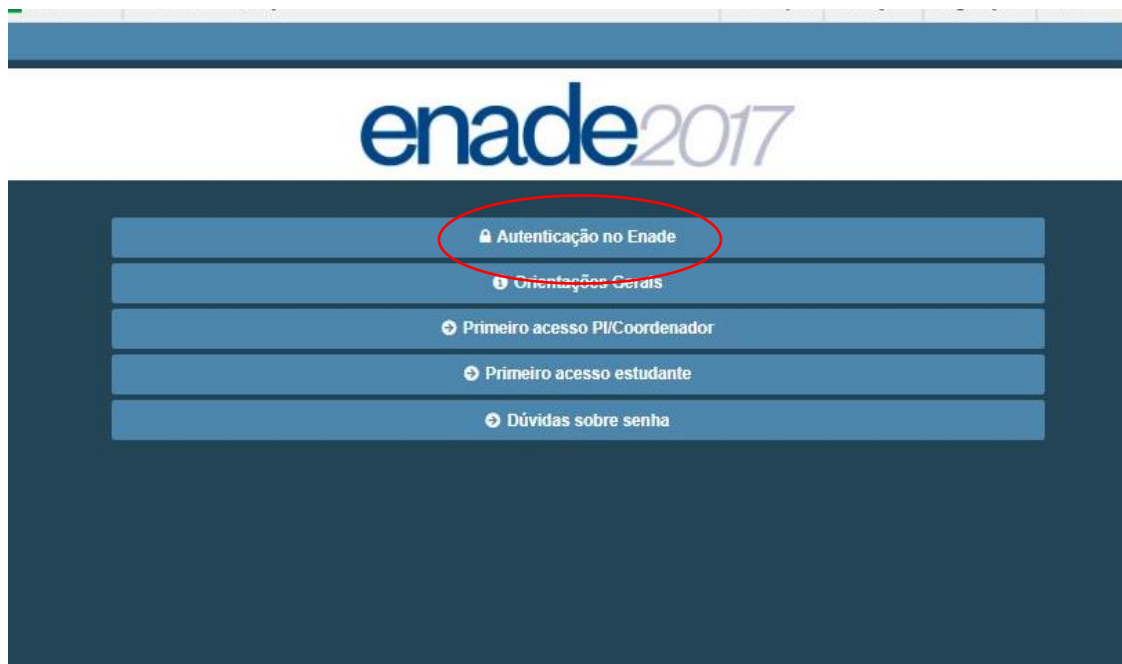 enade2017
Autenticação no Enade
Orientações Gerais
Primeiro acesso PI/Coordenador
Primeiro acesso estudante
Dúvidas sobre senha